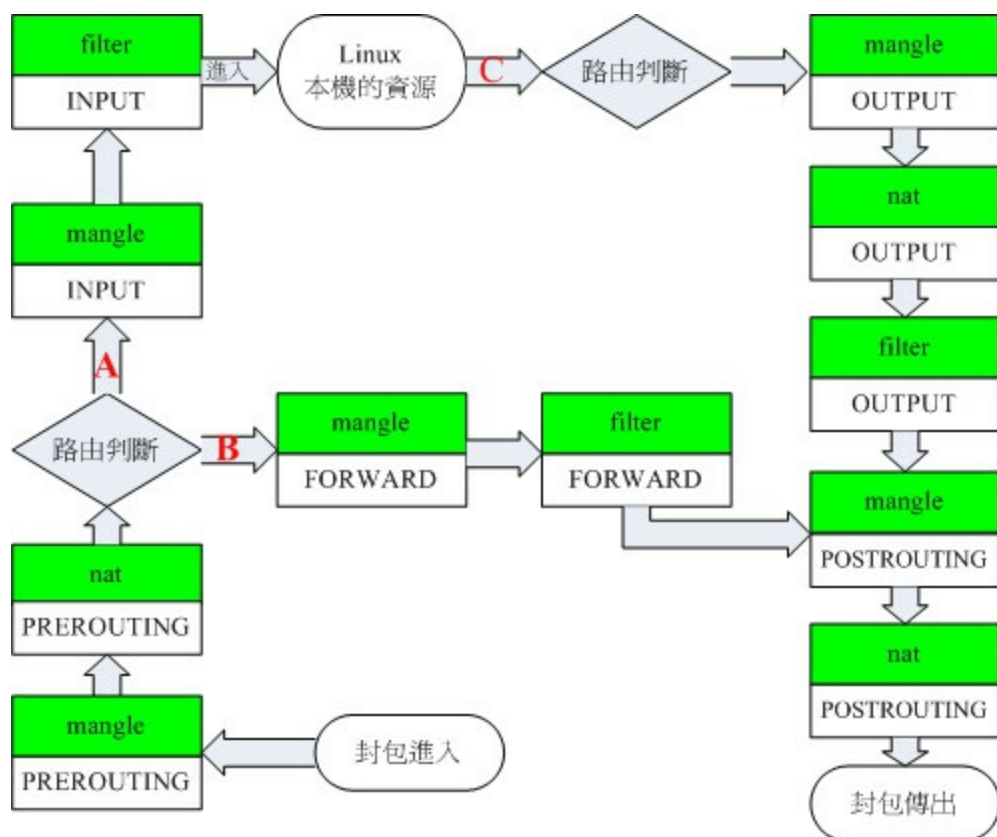 filter
INPUT
進入
Linux
本機的資源
C
路由判斷
mangle
OUTPUT
nat
OUTPUT
mangle
INPUT
filter
OUTPUT
A
路由判斷
B
mangle
FORWARD
filter
FORWARD
mangle
POSTROUTING
nat
PREROUTING
nat
POSTROUTING
mangle
PREROUTING
封包進入
封包傳出